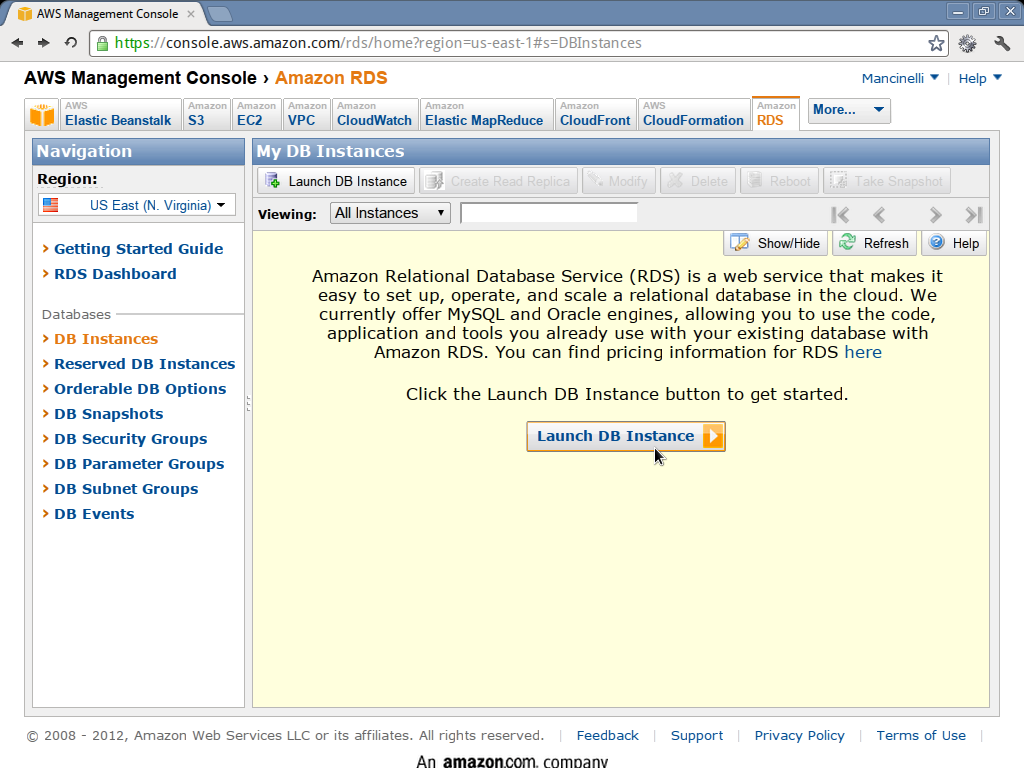 AWS Management Console
https://console.aws.amazon.com/rds/home?region=us-east-1#s=DBInstances
AWS Management Console › Amazon RDS
Mancinelli | Help
AWS Elastic Beanstalk
Amazon S3
Amazon EC2
Amazon VPC
Amazon CloudWatch
Amazon Elastic MapReduce
Amazon CloudFront
AWS CloudFormation
Amazon RDS
More...
Navigation
Region:
US East (N. Virginia)
Getting Started Guide
RDS Dashboard
Databases
DB Instances
Reserved DB Instances
Orderable DB Options
DB Snapshots
DB Security Groups
DB Parameter Groups
DB Subnet Groups
DB Events
My DB Instances
Launch DB Instance Create Read Replica Modify Delete Reboot Take Snapshot
Viewing: All Instances
Show/Hide Refresh Help
Amazon Relational Database Service (RDS) is a web service that makes it
easy to set up, operate, and scale a relational database in the cloud. We
currently offer MySQL and Oracle engines, allowing you to use the code,
application and tools you already use with your existing database with
Amazon RDS. You can find pricing information for RDS here
Click the Launch DB Instance button to get started.
Launch DB Instance
© 2008 - 2012, Amazon Web Services LLC or its affiliates. All rights reserved. | Feedback | Support | Privacy Policy | Terms of Use |
An amazon.com. company